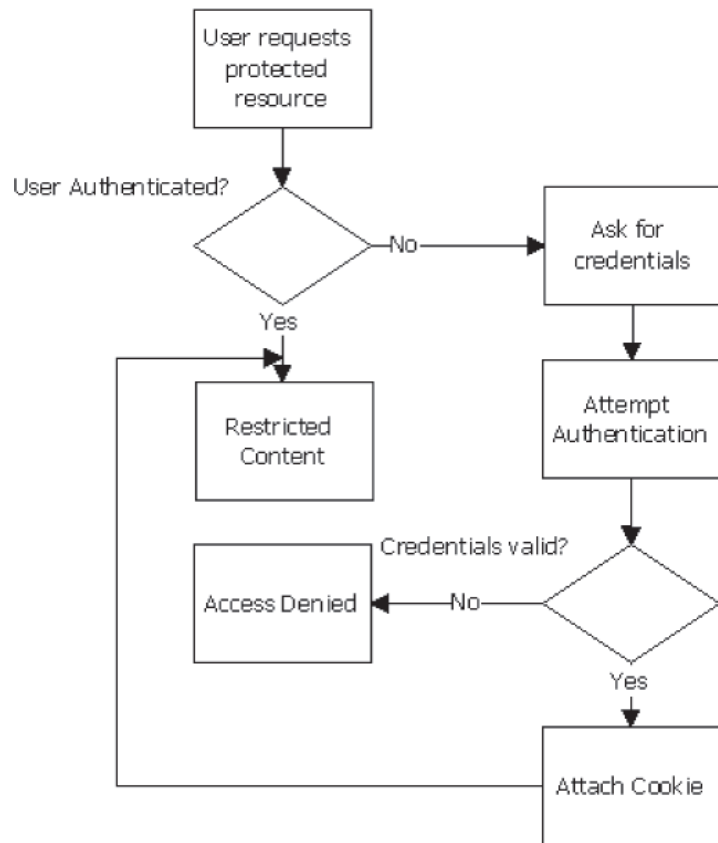 User requests
protected
resource
User Authenticated?
No
Ask for
credentials
Yes
Attempt
Authentication
Restricted
Content
Credentials valid?
Access Denied
No
Yes
Attach Cookie